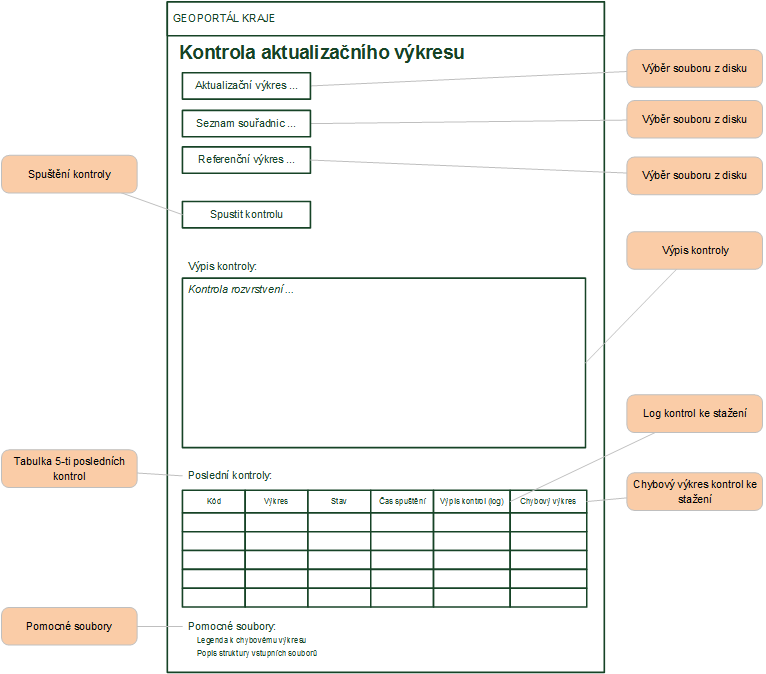 GEOPORTÁL KRAJE
Kontrola aktualizačního výkresu
Aktualizační výkres ...
Výběr souboru z disku
Seznam souřadnic ...
Výběr souboru z disku
Referenční výkres ...
Výběr souboru z disku
Spuštění kontroly
Spustit kontrolu
Výpis kontroly
Výpis kontroly:
Kontrola rozvrstvení ...
Log kontrol ke stažení
Tabulka 5-ti posledních
kontrol
Poslední kontroly:
Chybový výkres kontrol ke
stažení
Kód Výkres Stav Čas spuštění Výpis kontrol (log) Chybový výkres
Pomocné soubory
Pomocné soubory:
Legenda k chybovému výkresu
Popis struktury vstupních souborů